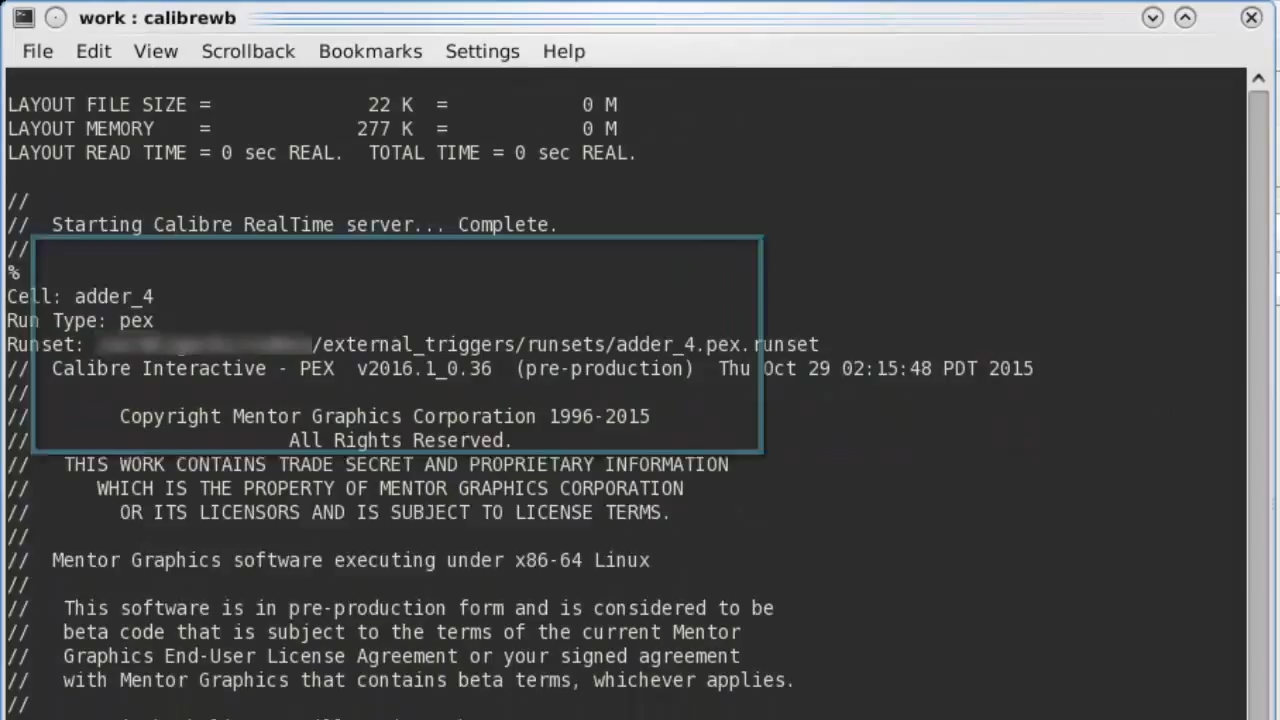 work : calibrewb
File Edit View Scrollback Bookmarks Settings Help
LAYOUT FILE SIZE = 22 K = 0 M
LAYOUT MEMORY = 277 K = 0 M
LAYOUT READ TIME = 0 sec REAL. TOTAL TIME = 0 sec REAL.
//
// Starting Calibre RealTime server... Complete.
//
%
Cell: adder_4
Run Type: pex
Runset: /external_triggers/runsets/adder_4.pex.runset
// Calibre Interactive - PEX v2016.1_0.36 (pre-production) Thu Oct 29 02:15:48 PDT 2015
//
// Copyright Mentor Graphics Corporation 1996-2015
// All Rights Reserved.
// THIS WORK CONTAINS TRADE SECRET AND PROPRIETARY INFORMATION
// WHICH IS THE PROPERTY OF MENTOR GRAPHICS CORPORATION
// OR ITS LICENSORS AND IS SUBJECT TO LICENSE TERMS.
//
// Mentor Graphics software executing under x86-64 Linux
//
// This software is in pre-production form and is considered to be
// beta code that is subject to the terms of the current Mentor
// Graphics End-User License Agreement or your signed agreement
// with Mentor Graphics that contains beta terms, whichever applies.
//